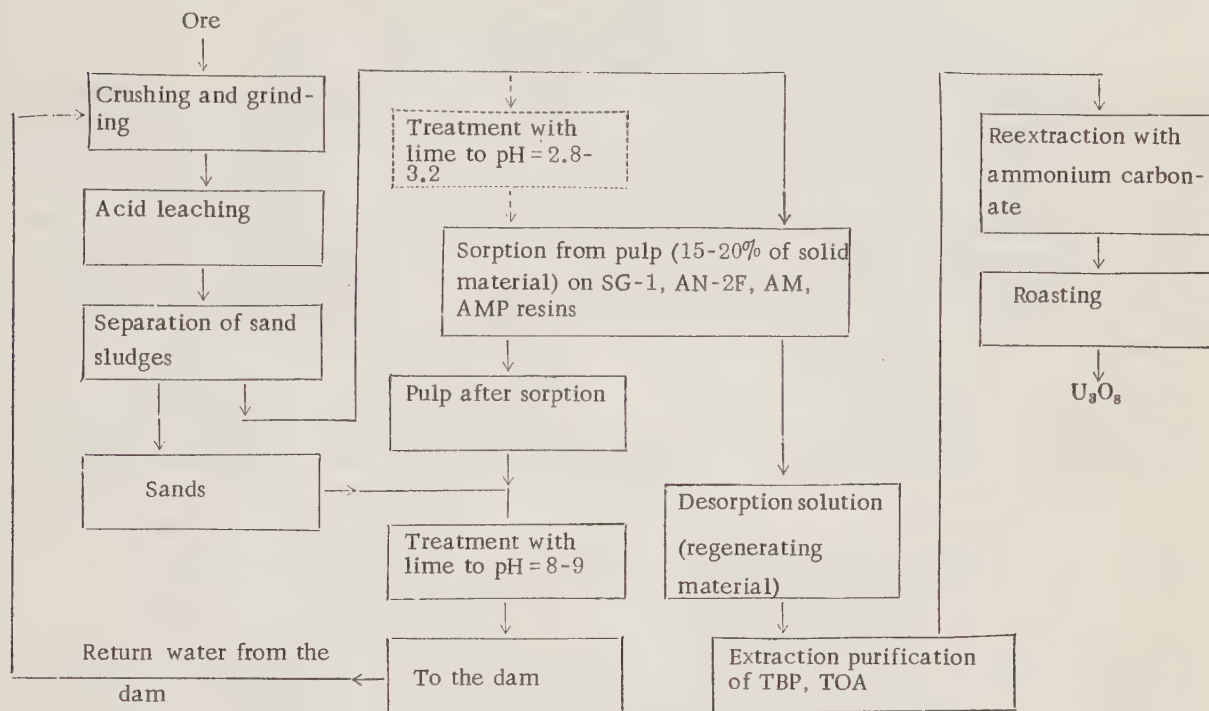 Ore
Crushing and grind-
ing
Acid leaching
Separation of sand
sludges
Sands
Return water from the
dam
Treatment with
lime to pH = 2.8-
3.2
Sorption from pulp (15-20% of solid
material) on SG-1, AN-2F, AM,
AMP resins
Pulp after sorption
Treatment with
lime to pH = 8-9
To the dam
Desorption solution
(regenerating
material)
Extraction purification
of TBP, TOA
Reextraction with
ammonium carbon-
ate
Roasting
U₃O₈